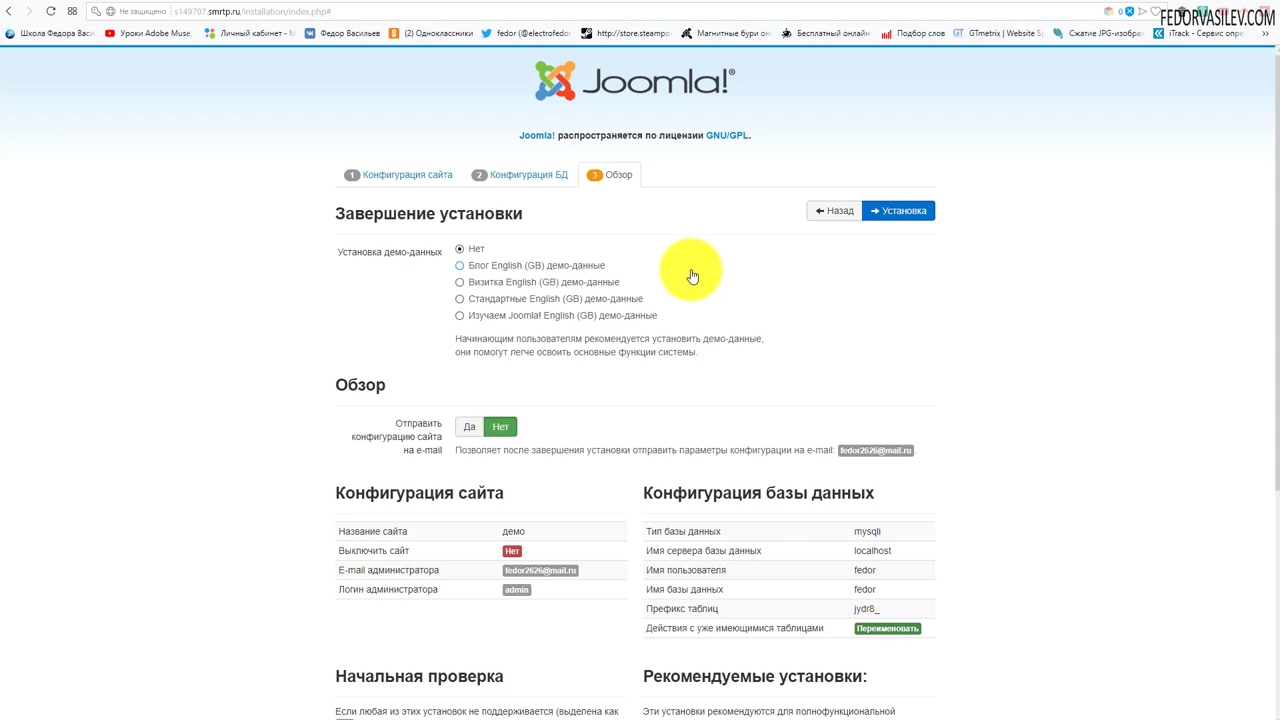 Не защищено s149707.smrtp.ru/installation/index.php# 0
FEDORVASILEV.COM
Школа Федора Васи Уроки Adobe Muse, Личный кабинет - М Федор Васильев (2) Одноклассники fedor (@electrofedor http://store.steampo Магнитные бури он Бесплатный онлайн Подбор слов GTmetrix | Website Sp Сжатие JPG-изобра iTrack - Сервис опре »
Joomla!®
Joomla! распространяется по лицензии GNU/GPL.
1 Конфигурация сайта 2 Конфигурация БД 3 Обзор
Завершение установки
Назад Установка
Установка демо-данных
Нет
Блог English (GB) демо-данные
Визитка English (GB) демо-данные
Стандартные English (GB) демо-данные
Изучаем Joomla! English (GB) демо-данные
Начинающим пользователям рекомендуется установить демо-данные,
они помогут легче освоить основные функции системы.
Обзор
Отправить
конфигурацию сайта
на e-mail
Да Нет
Позволяет после завершения установки отправить параметры конфигурации на e-mail: fedor2626@mail.ru
Конфигурация сайта
Название сайта демо
Выключить сайт Нет
E-mail администратора fedor2626@mail.ru
Логин администратора admin
Конфигурация базы данных
Тип базы данных mysqli
Имя сервера базы данных localhost
Имя пользователя fedor
Имя базы данных fedor
Префикс таблиц jydr8_
Действия с уже имеющимися таблицами Переименовать
Начальная проверка
Если любая из этих установок не поддерживается (выделена как
Рекомендуемые установки:
Эти установки рекомендуются для полнофункциональной